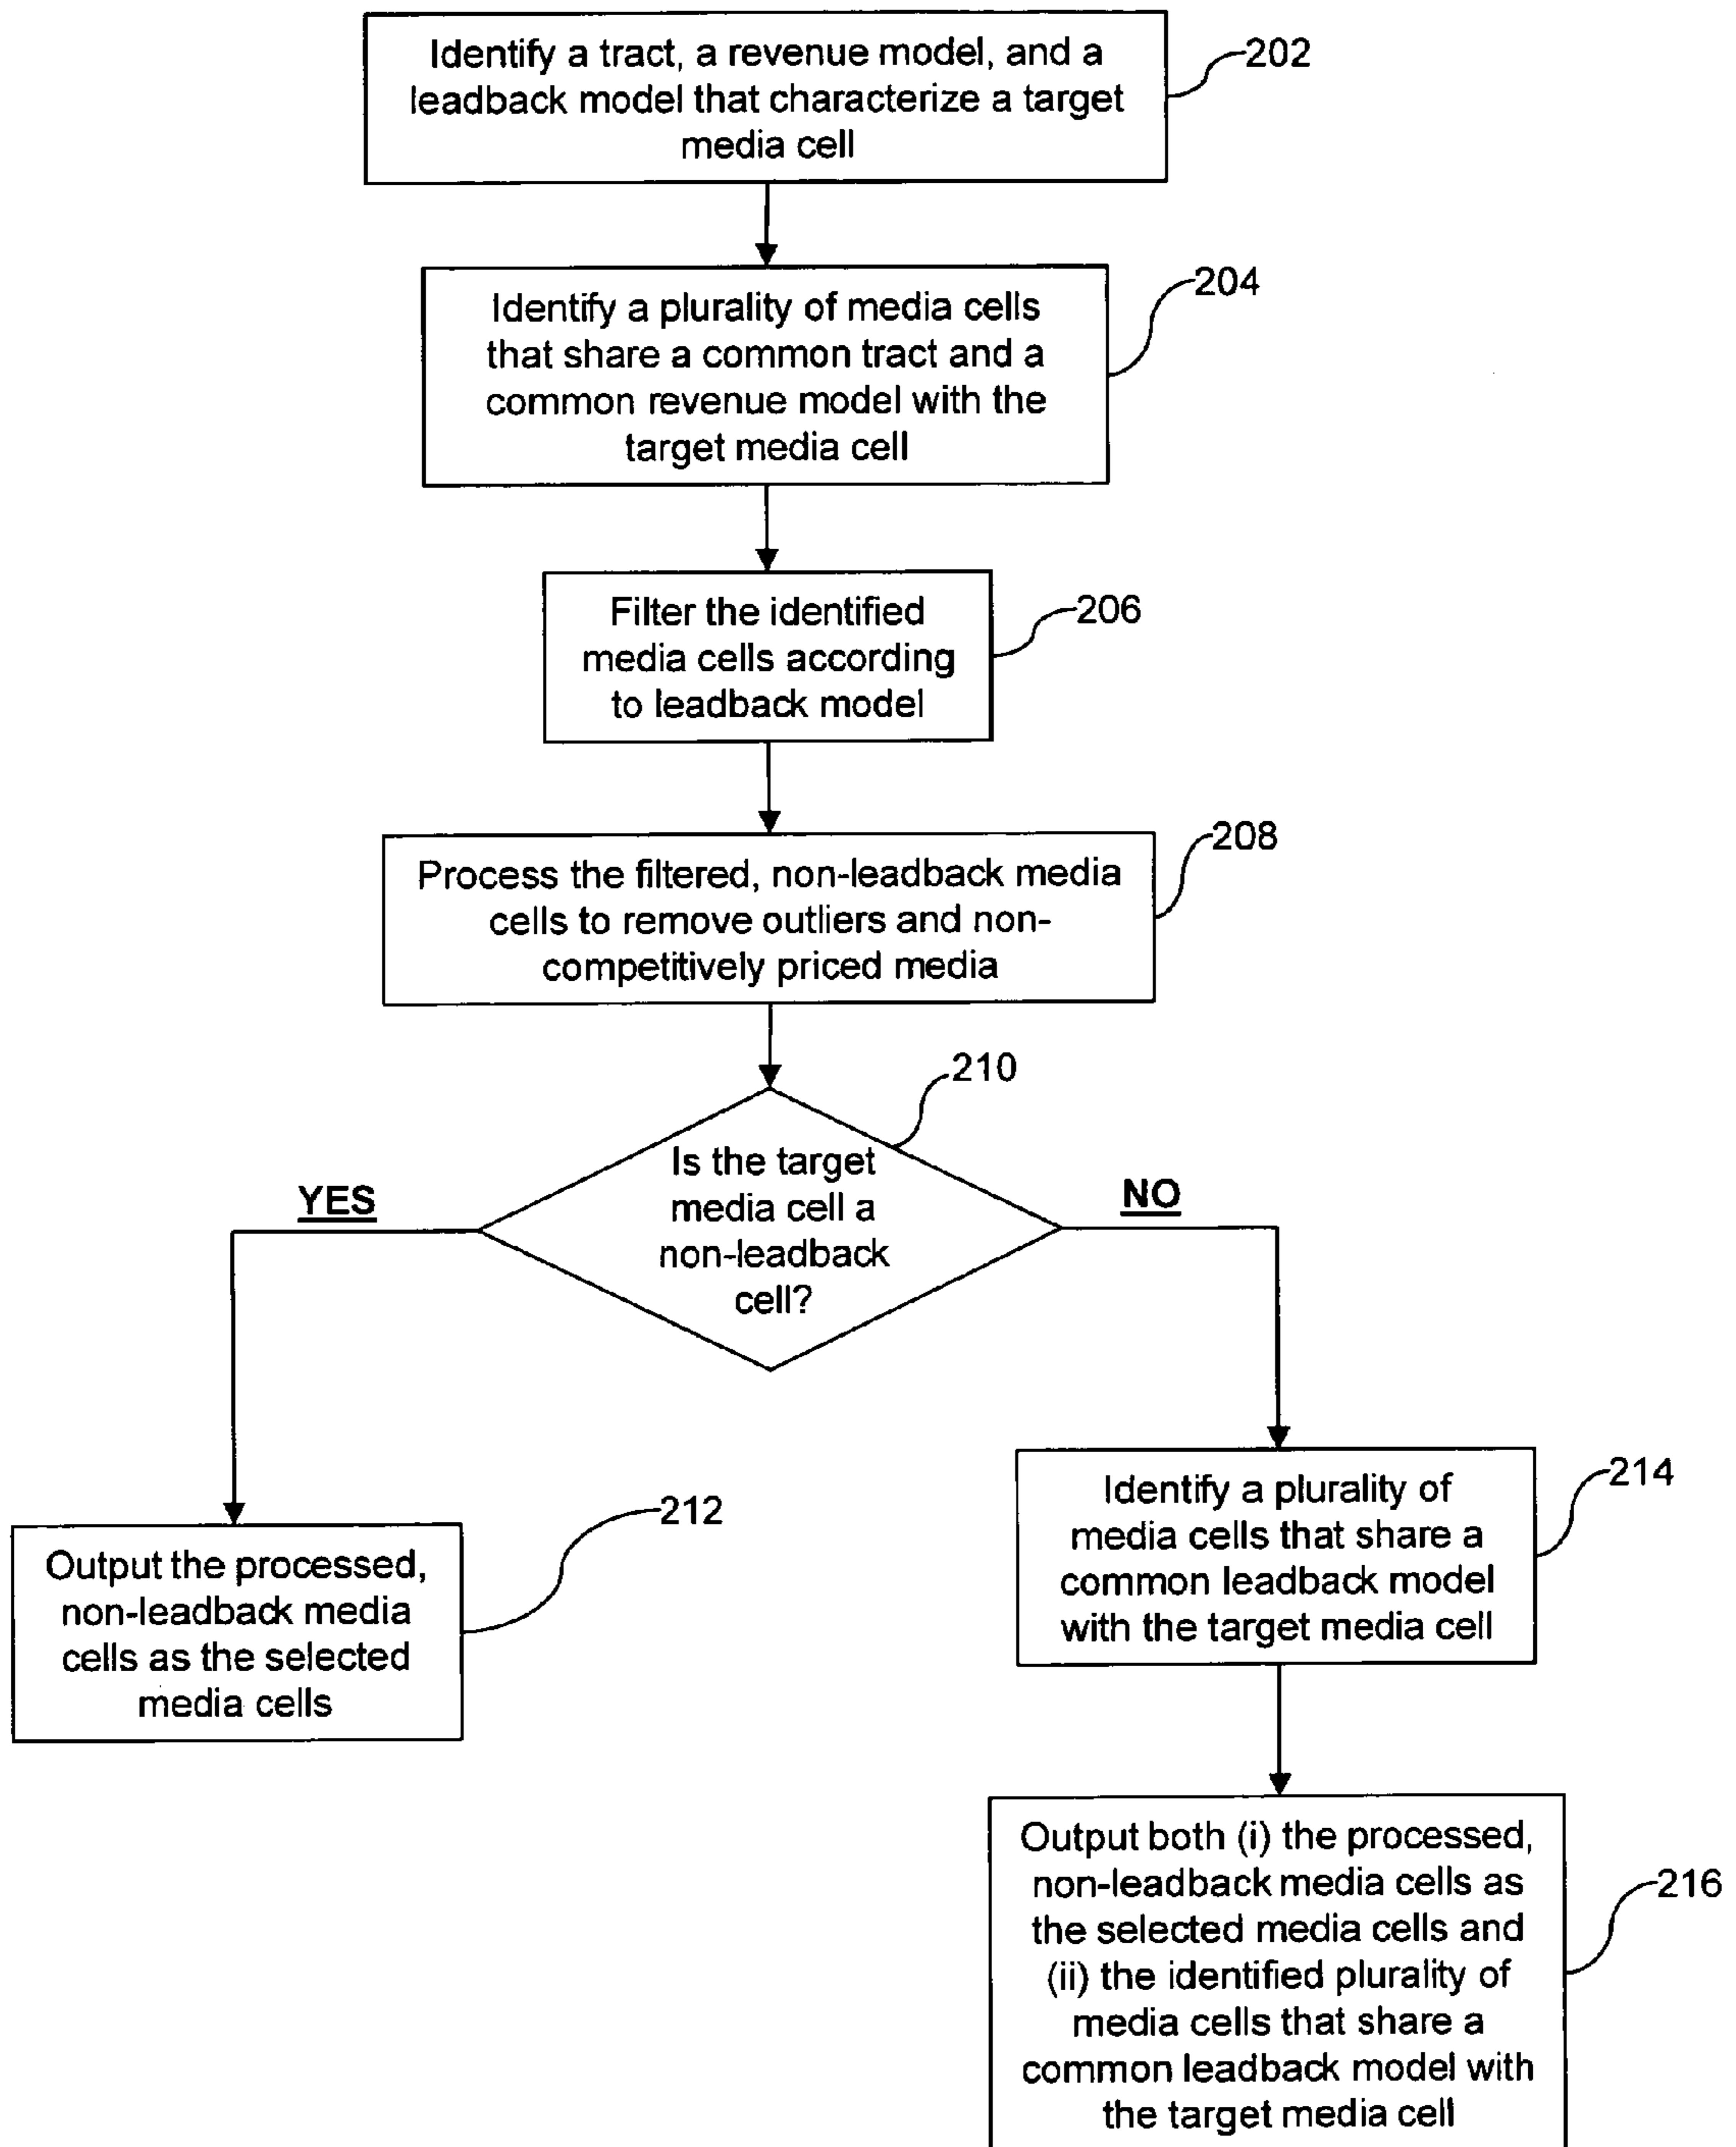 Identify a tract, a revenue model, and a
leadback model that characterize a target
media cell
202
Identify a plurality of media cells
that share a common tract and a
common revenue model with the
target media cell
204
Filter the identified
media cells according
to leadback model
206
Process the filtered, non-leadback media
cells to remove outliers and non-
competitively priced media
208
210
Is the target
media cell a
non-leadback
cell?
YES
NO
Output the processed,
non-leadback media
cells as the selected
media cells
212
Identify a plurality of
media cells that share a
common leadback model
with the target media cell
214
Output both (i) the processed,
non-leadback media cells as
the selected media cells and
(ii) the identified plurality of
media cells that share a
common leadback model with
the target media cell
216